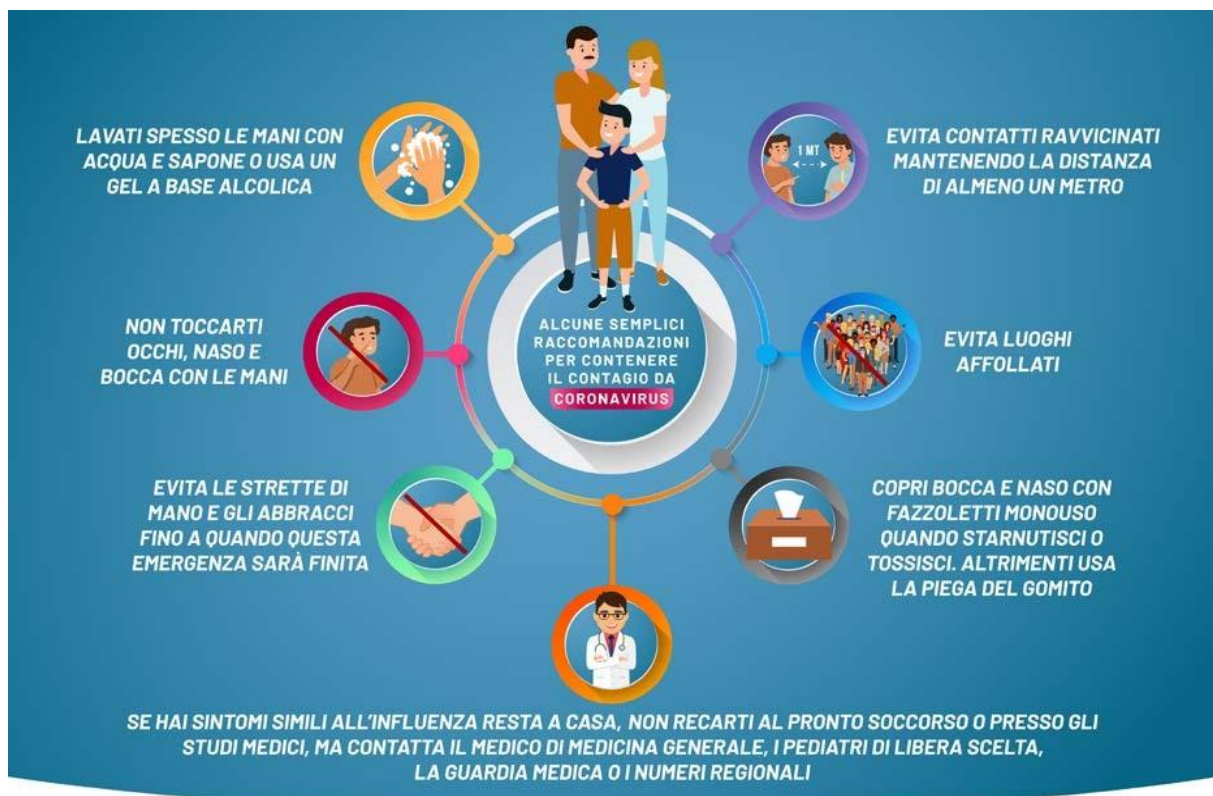 LAVATI SPESSO LE MANI CON
ACQUA E SAPONE O USA UN
GEL A BASE ALCOLICA
EVITA CONTATTI RAVVICINATI
MANTENENDO LA DISTANZA
DI ALMENO UN METRO
1 MT
NON TOCCARTI
OCCHI, NASO E
BOCCA CON LE MANI
ALCUNE SEMPLICI
RACCOMANDAZIONI
PER CONTENERE
IL CONTAGIO DA
CORONAVIRUS
EVITA LUOGHI
AFFOLLATI
EVITA LE STRETTE DI
MANO E GLI ABBRACCI
FINO A QUANDO QUESTA
EMERGENZA SARÀ FINITA
COPRI BOCCA E NASO CON
FAZZOLETTI MONOUSO
QUANDO STARNUTISCI O
TOSSISCI. ALTRIMENTI USA
LA PIEGA DEL GOMITO
SE HAI SINTOMI SIMILI ALL'INFLUENZA RESTA A CASA, NON RECARTI AL PRONTO SOCCORSO O PRESSO GLI
STUDI MEDICI, MA CONTATTA IL MEDICO DI MEDICINA GENERALE, I PEDIATRI DI LIBERA SCELTA,
LA GUARDIA MEDICA O I NUMERI REGIONALI